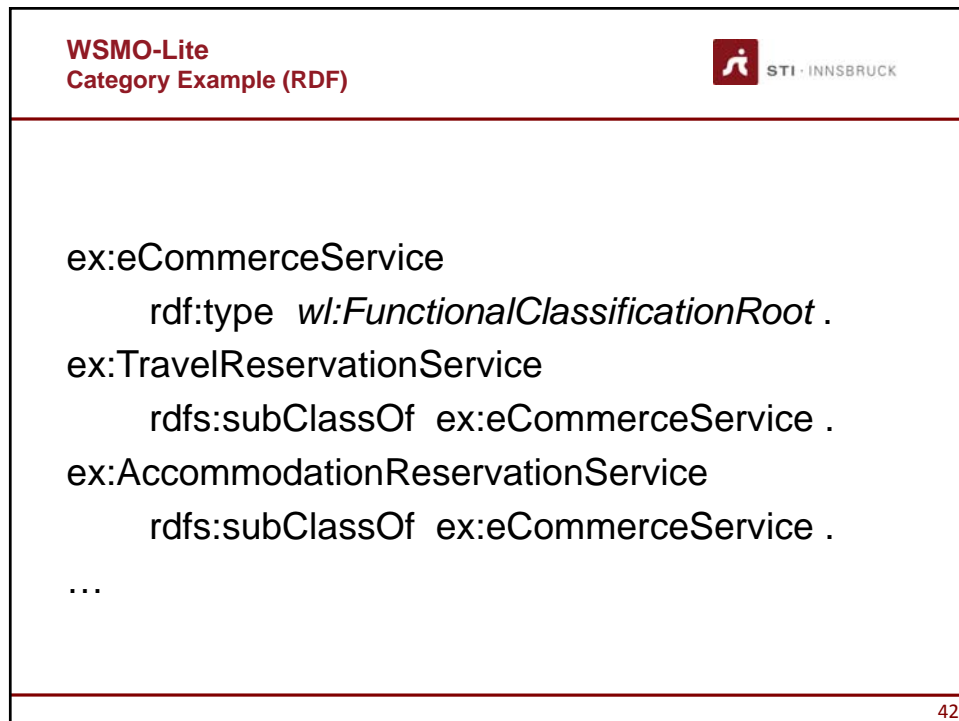 WSMO-Lite
Category Example (RDF)
STI · INNSBRUCK
ex:eCommerceService
rdf:type wl:FunctionalClassificationRoot .
ex:TravelReservationService
rdfs:subClassOf ex:eCommerceService .
ex:AccommodationReservationService
rdfs:subClassOf ex:eCommerceService .
…
42